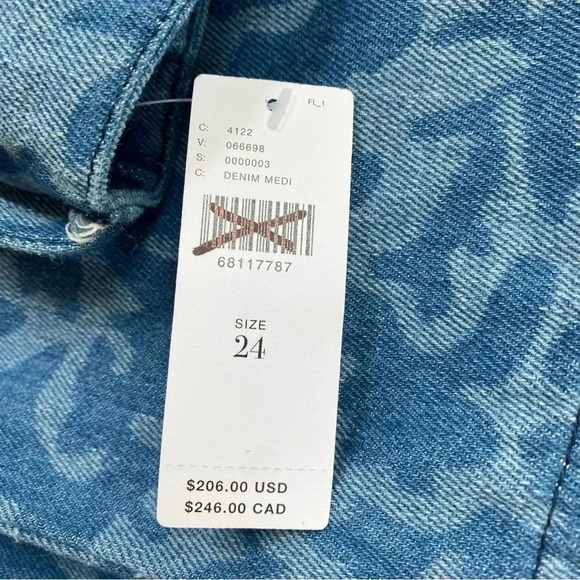 FL_1
C: 4122
V: 066698
S: 0000003
C: DENIM MEDI
68117787
SIZE
24
$206.00 USD
$246.00 CAD